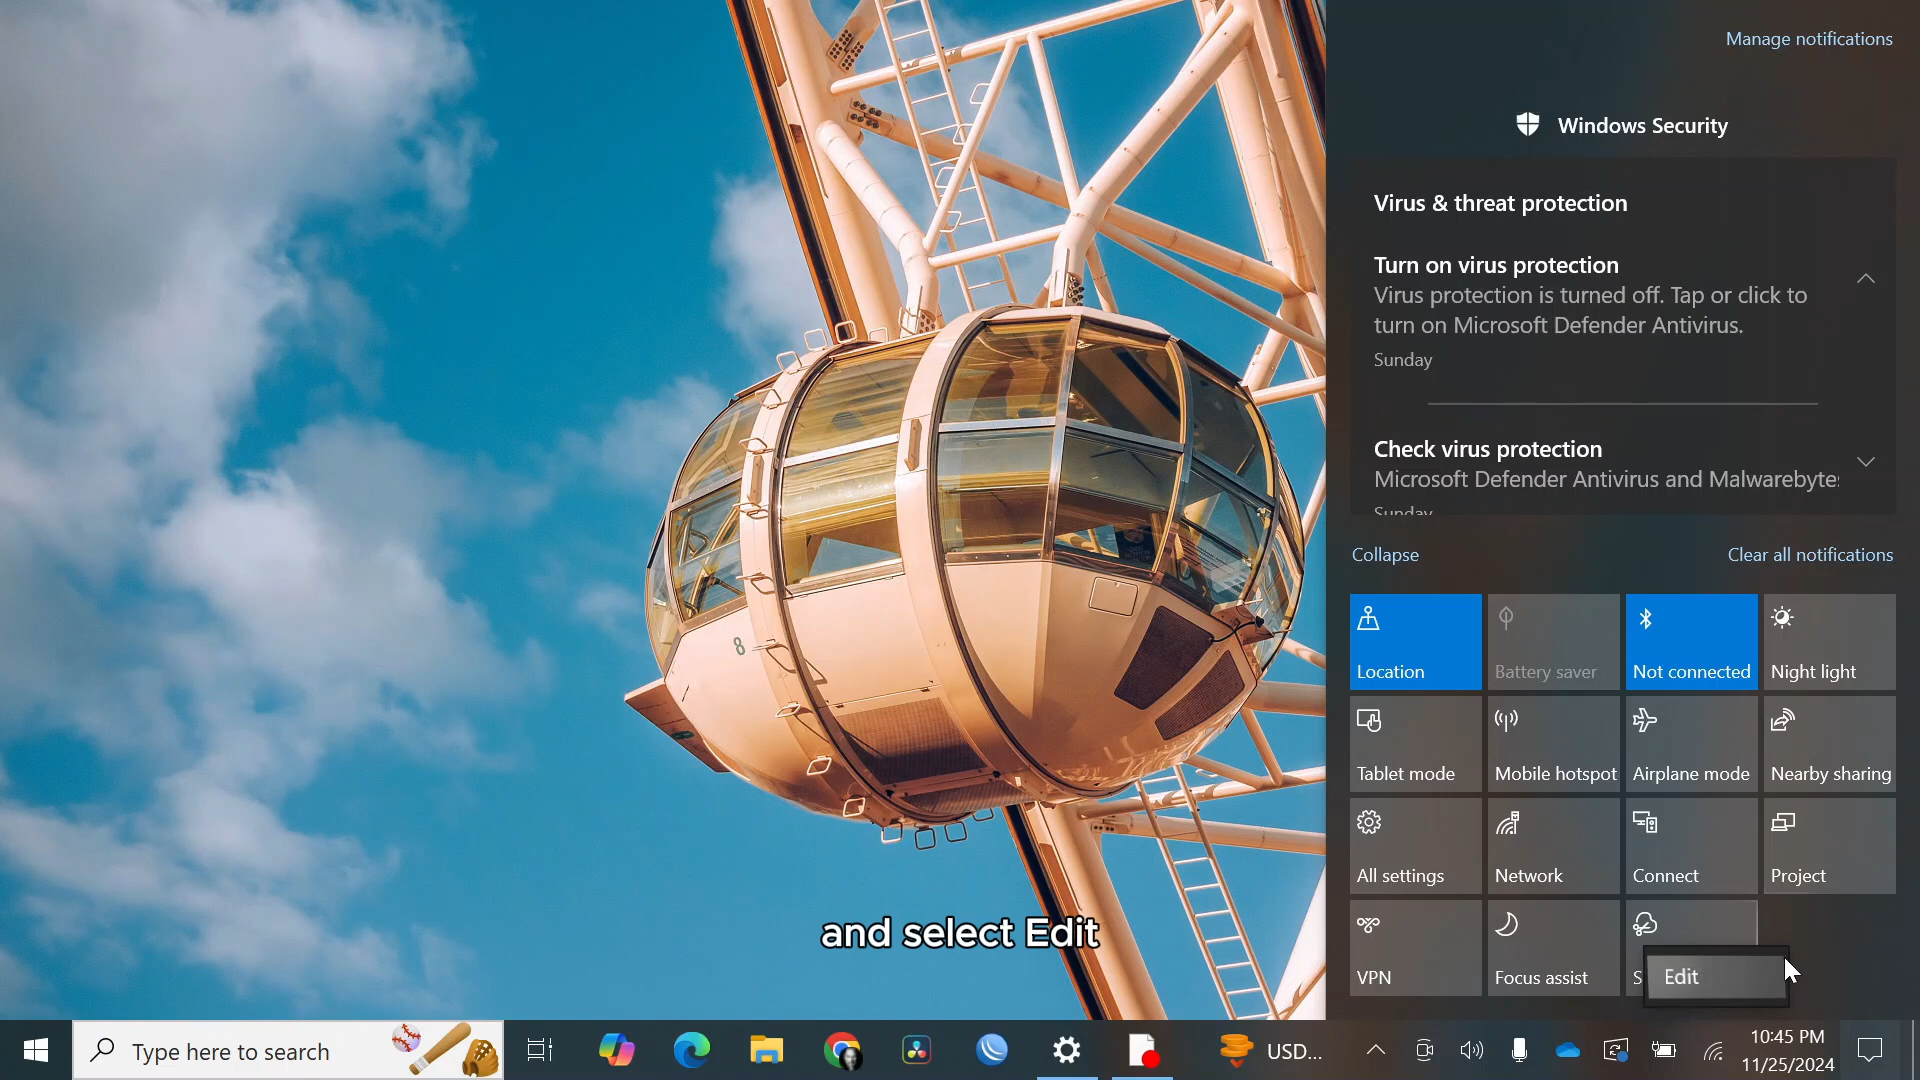 Manage notifications
Windows Security
Virus & threat protection
Turn on virus protection
Virus protection is turned off. Tap or click to
turn on Microsoft Defender Antivirus.
Sunday
Check virus protection
Microsoft Defender Antivirus and Malwarebytes
Sunday
Collapse
Clear all notifications
Location
Battery saver
Not connected
Night light
Tablet mode
Mobile hotspot
Airplane mode
Nearby sharing
All settings
Network
Connect
Project
VPN
Focus assist
S
Edit
8
and select Edit
Type here to search
USD...
10:45 PM
11/25/2024